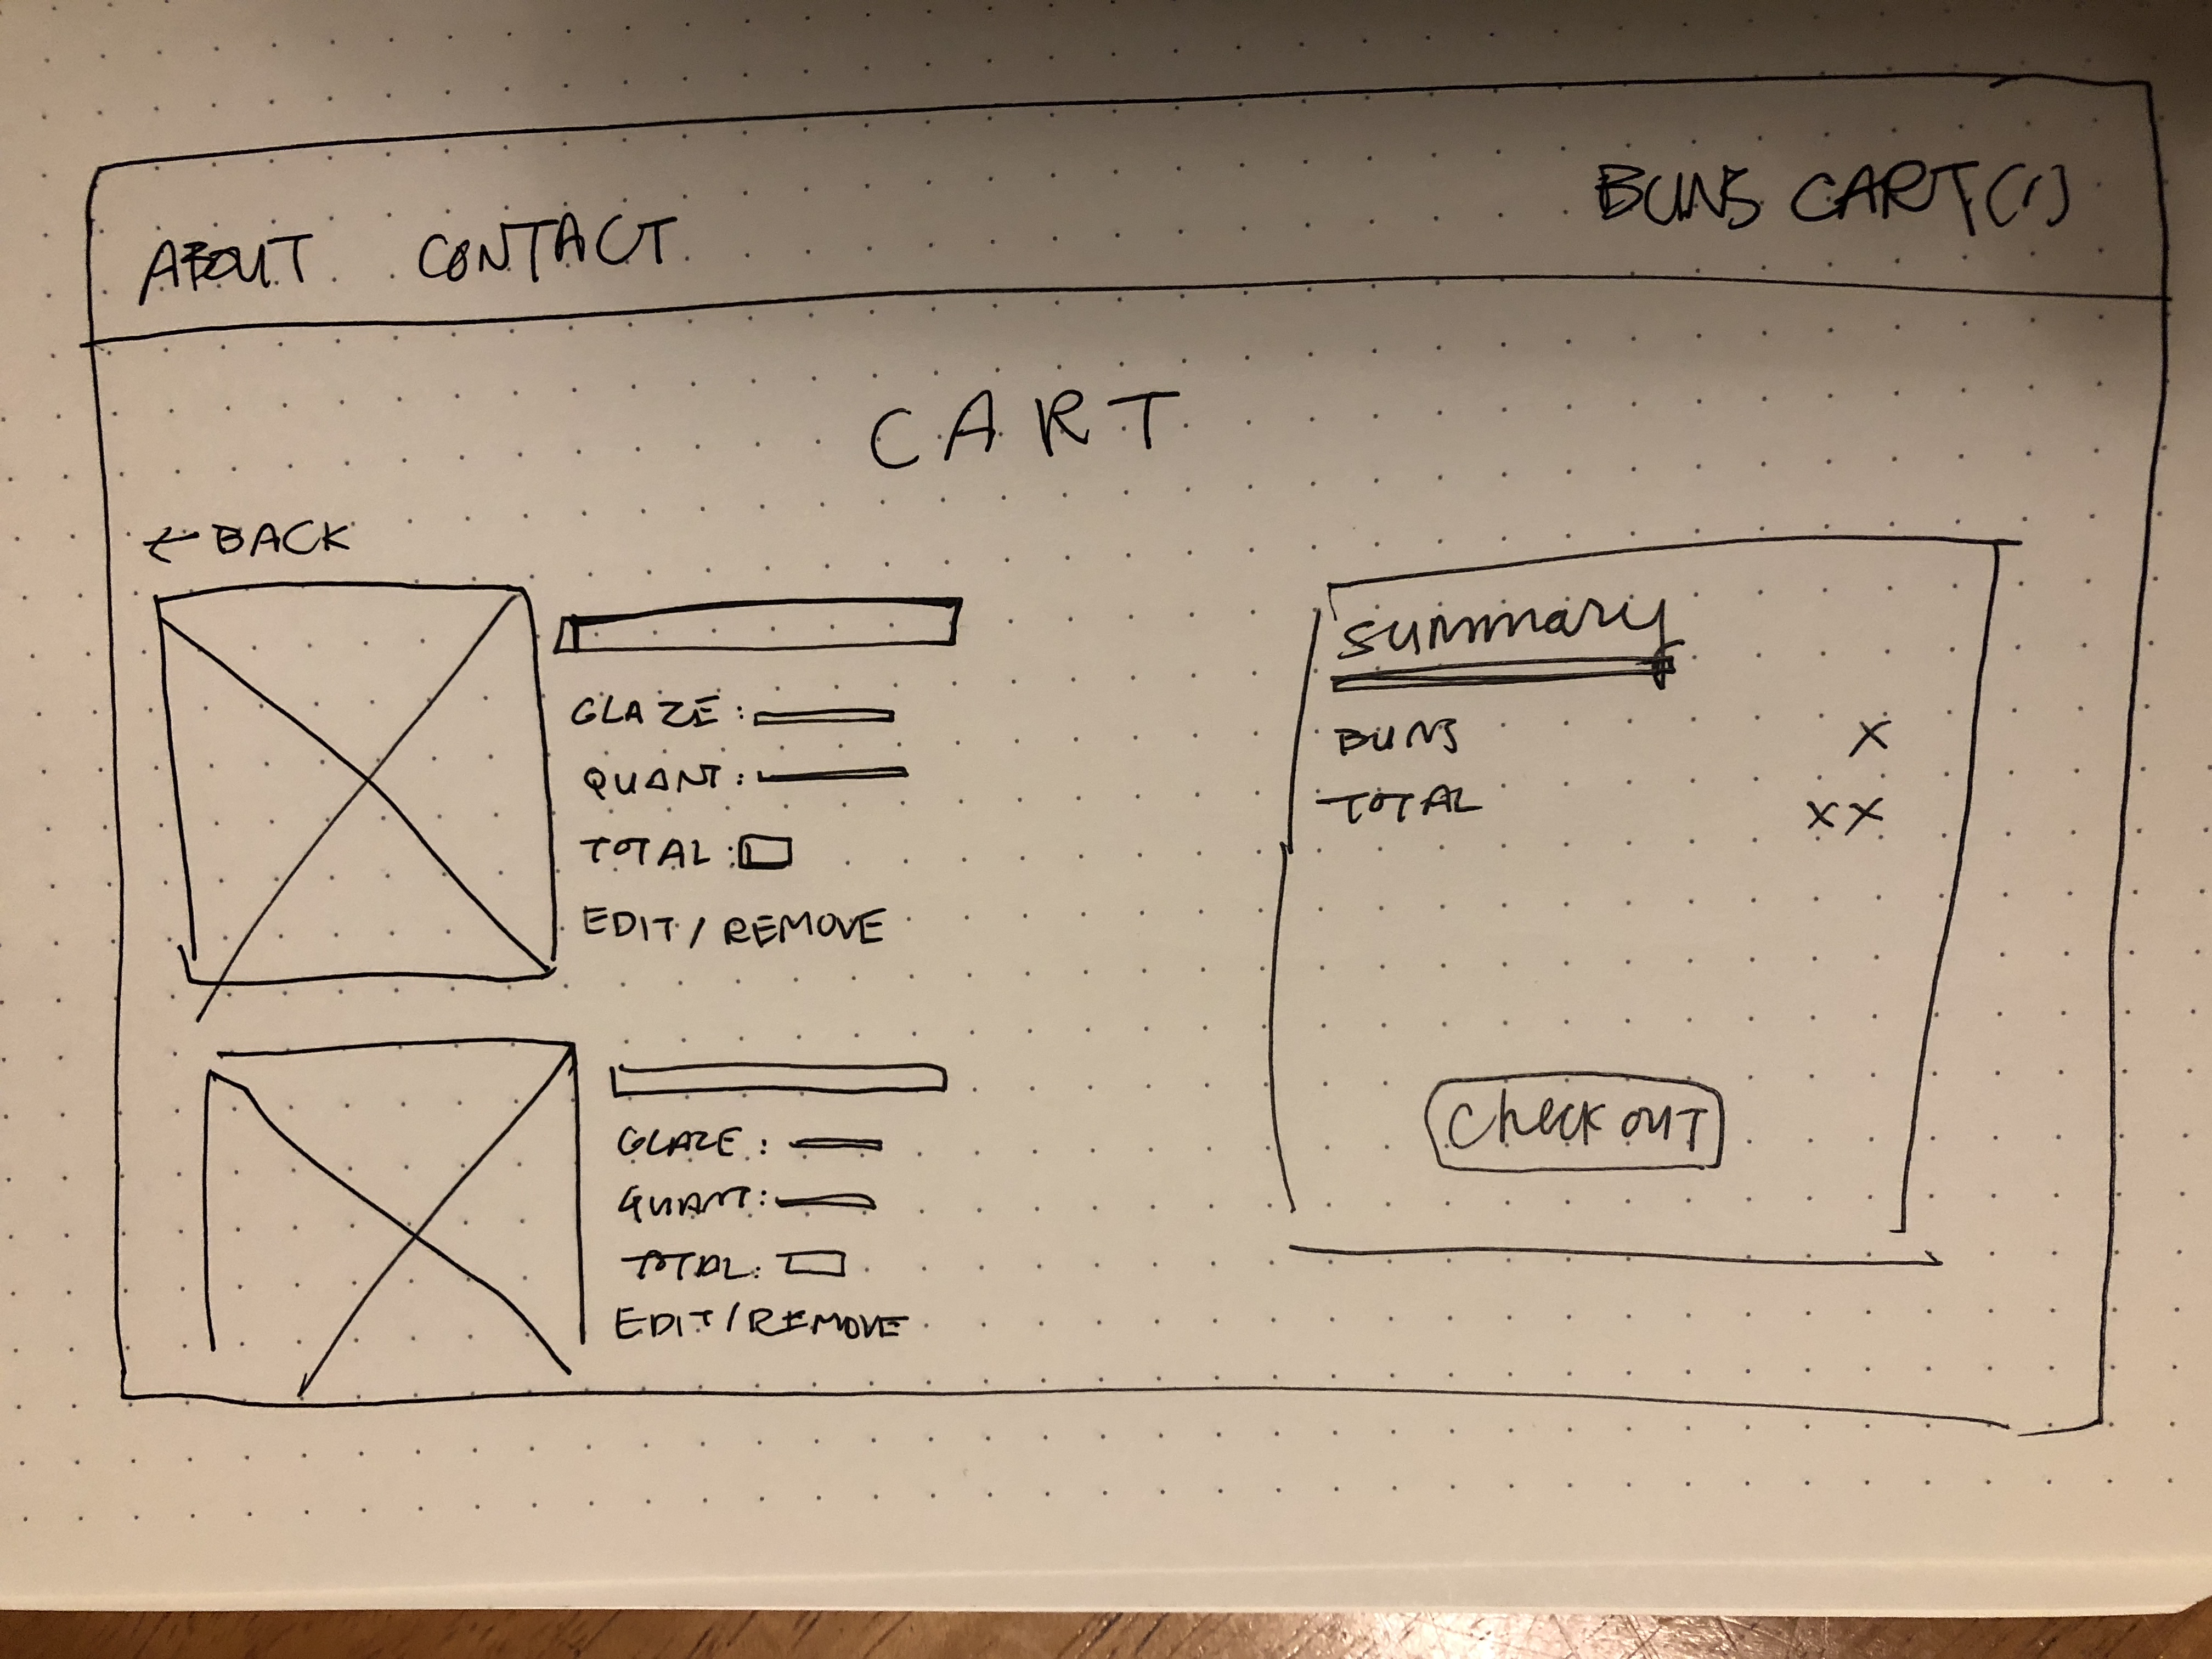 ABOUT CONTACT BUNS CART()
CART
← BACK
GLAZE:
QUANT:
TOTAL:
EDIT / REMOVE
GLAZE:
QUANT:
TOTAL:
EDIT / REMOVE
Summary
BUNS X
TOTAL XX
Check out